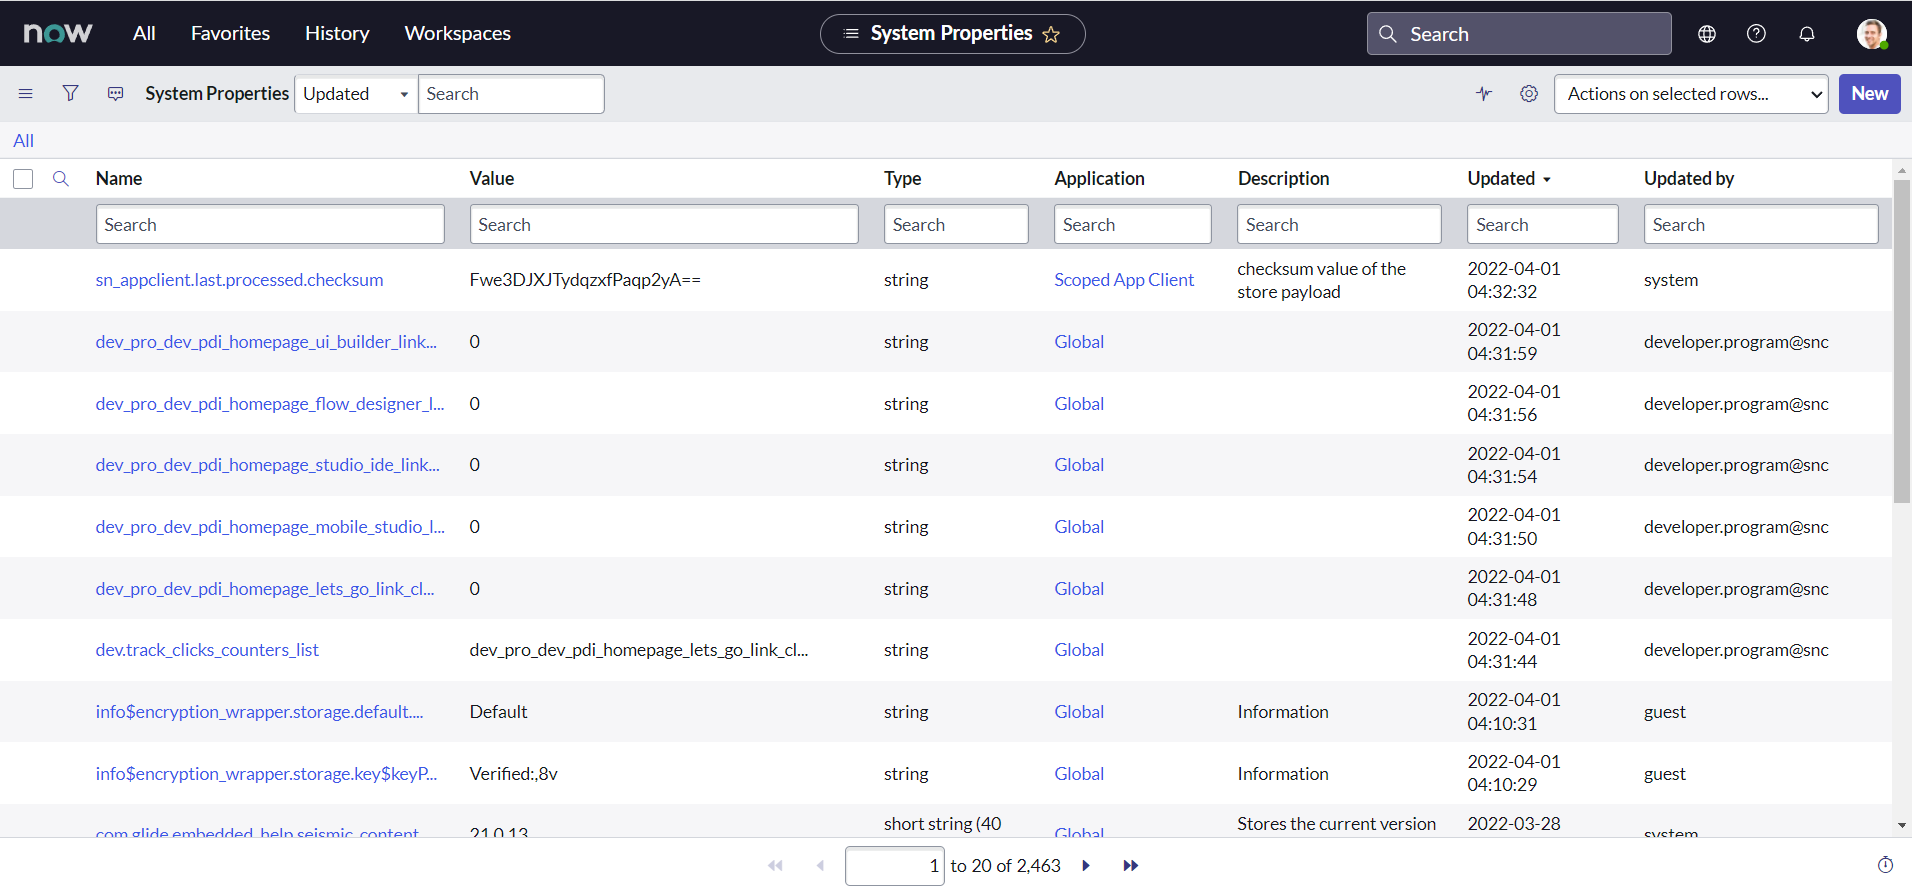 now All Favorites History Workspaces System Properties Search
System Properties Updated Search Actions on selected rows... New
All
Name Value Type Application Description Updated Updated by
Search Search Search Search Search Search Search
sn_appclient.last.processed.checksum Fwe3DJXJTydqzxfPaqp2yA== string Scoped App Client checksum value of the store payload 2022-04-01 04:32:32 system
dev_pro_dev_pdi_homepage_ui_builder_link... 0 string Global 2022-04-01 04:31:59 developer.program@snc
dev_pro_dev_pdi_homepage_flow_designer_l... 0 string Global 2022-04-01 04:31:56 developer.program@snc
dev_pro_dev_pdi_homepage_studio_ide_link... 0 string Global 2022-04-01 04:31:54 developer.program@snc
dev_pro_dev_pdi_homepage_mobile_studio_l... 0 string Global 2022-04-01 04:31:50 developer.program@snc
dev_pro_dev_pdi_homepage_lets_go_link_cl... 0 string Global 2022-04-01 04:31:48 developer.program@snc
dev.track_clicks_counters_list dev_pro_dev_pdi_homepage_lets_go_link_cl... string Global 2022-04-01 04:31:44 developer.program@snc
info$encryption_wrapper.storage.default.... Default string Global Information 2022-04-01 04:10:31 guest
info$encryption_wrapper.storage.key$keyP... Verified:,8v string Global Information 2022-04-01 04:10:29 guest
com.glide.embedded_help.seismic_content 21.0.13 short string (40 Global Stores the current version 2022-03-28 system
1 to 20 of 2,463